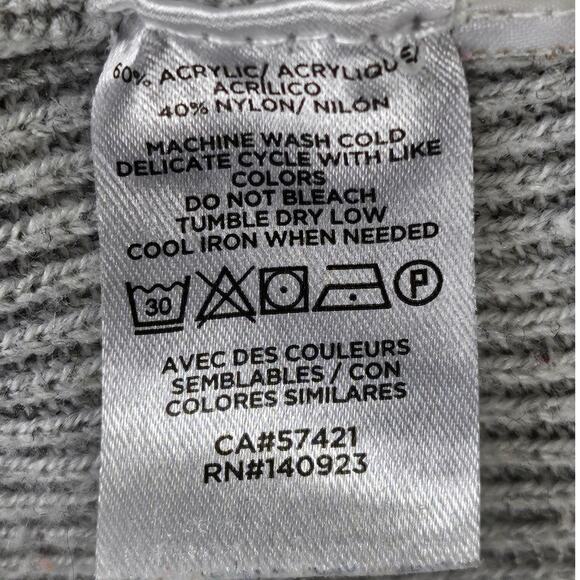 60% ACRYLIC/ ACRYLIQUE/
ACRÍLICO
40% NYLON/ NILÓN
MACHINE WASH COLD
DELICATE CYCLE WITH LIKE
COLORS
DO NOT BLEACH
TUMBLE DRY LOW
COOL IRON WHEN NEEDED
30 P
AVEC DES COULEURS
SEMBLABLES / CON
COLORES SIMILARES
CA#57421
RN#140923